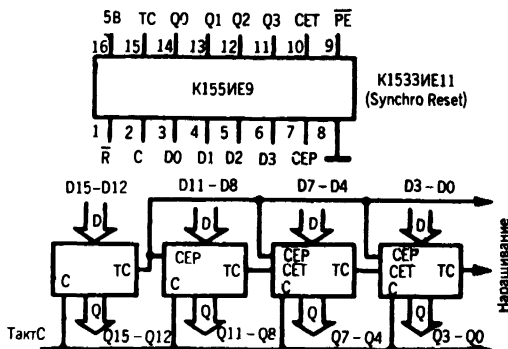 5В TC Q0 Q1 Q2 Q3 CET PE
16 15 14 13 12 11 10 9
К155ИЕ9
К1533ИЕ11
(Synchro Reset)
1 2 3 4 5 6 7 8
R C D0 D1 D2 D3 CEP
D15-D12 D11-D8 D7-D4 D3-D0
D D D D
C TC CEP TC CEP CET C TC CEP CET C TC
Наращивание
Q Q Q Q
ТактС Q15-Q12 Q11-Q8 Q7-Q4 Q3-Q0